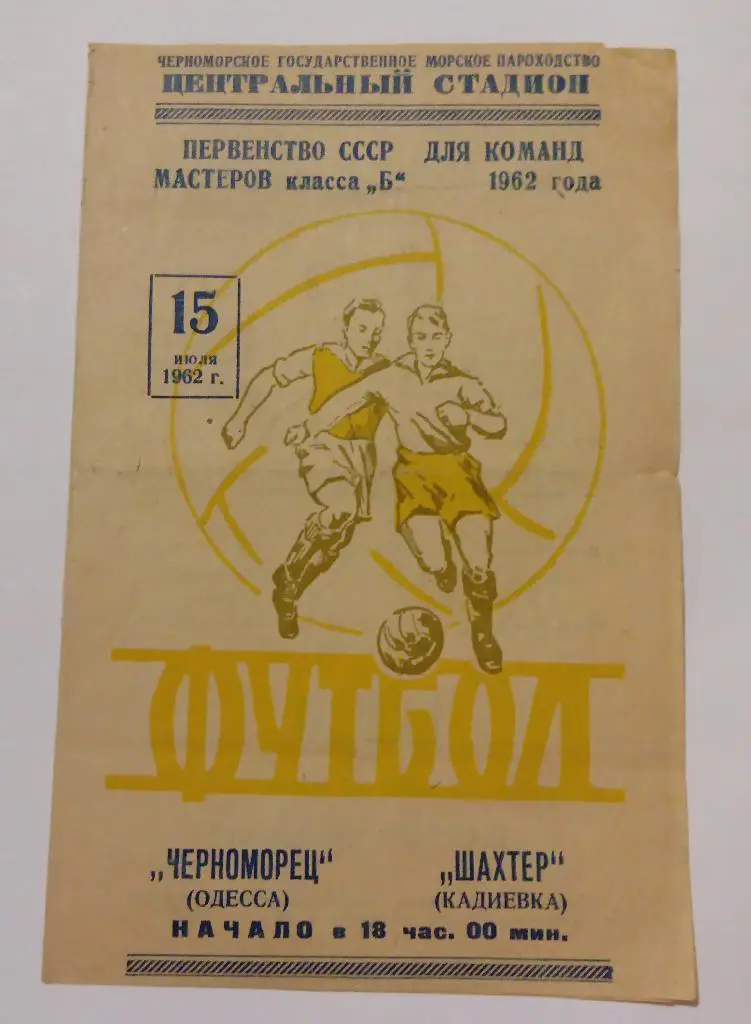 ЧЕРНОМОРСКОЕ ГОСУДАРСТВЕННОЕ МОРСКОЕ ПАРОХОДСТВО
ЦЕНТРАЛЬНЫЙ СТАДИОН
ПЕРВЕНСТВО СССР ДЛЯ КОМАНД
МАСТЕРОВ класса „Б“ 1962 года
15
июля
1962 г.
ФУТБОЛ
„ЧЕРНОМОРЕЦ“ „ШАХТЕР“
(ОДЕССА) (КАДИЕВКА)
НАЧАЛО в 18 час. 00 мин.